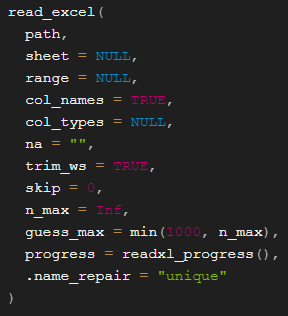 read_excel(
  path,
  sheet = NULL,
  range = NULL,
  col_names = TRUE,
  col_types = NULL,
  na = "",
  trim_ws = TRUE,
  skip = 0,
  n_max = Inf,
  guess_max = min(1000, n_max),
  progress = readxl_progress(),
  .name_repair = "unique"
)